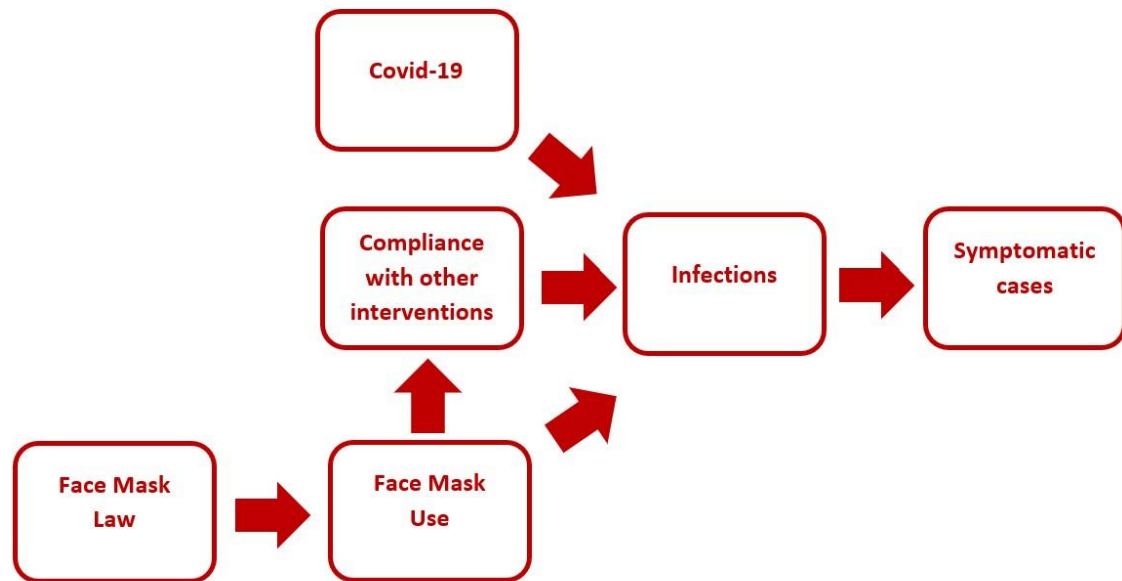 Covid-19
Compliance
with other
interventions
Infections
Symptomatic
cases
Face Mask
Law
Face Mask
Use